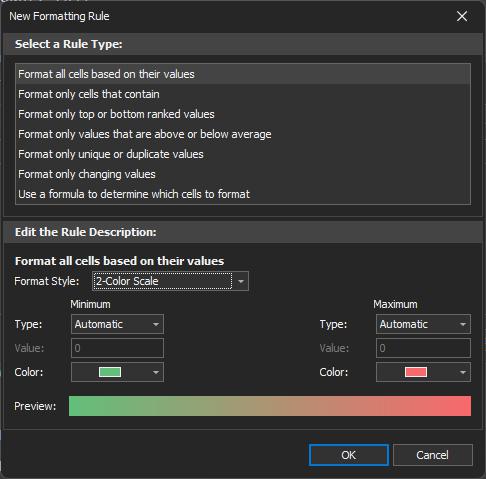 New Formatting Rule
Select a Rule Type:
Format all cells based on their values
Format only cells that contain
Format only top or bottom ranked values
Format only values that are above or below average
Format only unique or duplicate values
Format only changing values
Use a formula to determine which cells to format
Edit the Rule Description:
Format all cells based on their values
Format Style: 2-Color Scale
Minimum Maximum
Type: Automatic Type: Automatic
Value: 0 Value: 0
Color: Color:
Preview:
OK Cancel